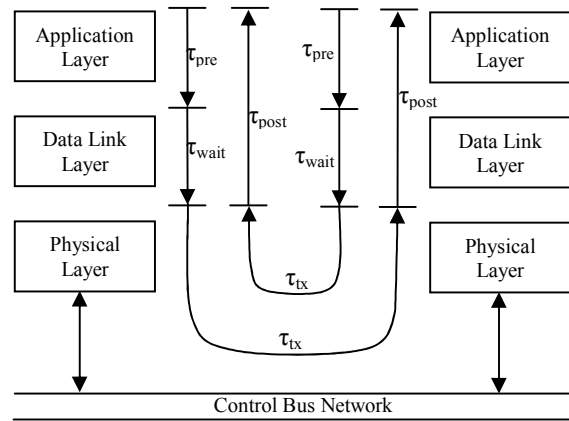 Application
Layer
Data Link
Layer
Physical
Layer
τpre
τwait
τpost
τpre
τwait
τpost
τtx
τtx
Application
Layer
Data Link
Layer
Physical
Layer
Control Bus Network